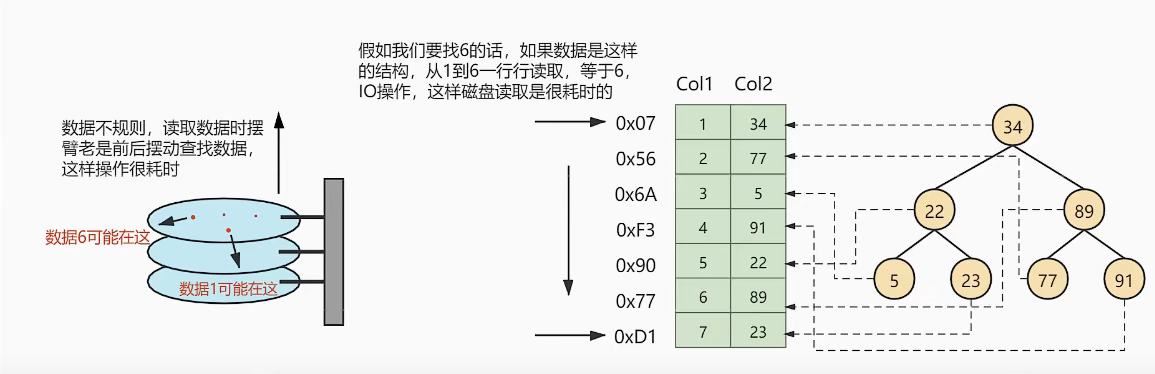 假如我们要找6的话，如果数据是这样
的结构，从1到6一行行读取，等于6，
IO操作，这样磁盘读取是很耗时的
数据不规则，读取数据时摆
臂老是前后摆动查找数据，
这样操作很耗时
数据6可能在这
数据1可能在这
Col1 Col2
0x07 1 34
0x56 2 77
0x6A 3 5
0xF3 4 91
0x90 5 22
0x77 6 89
0xD1 7 23
34
22 89
5 23 77 91